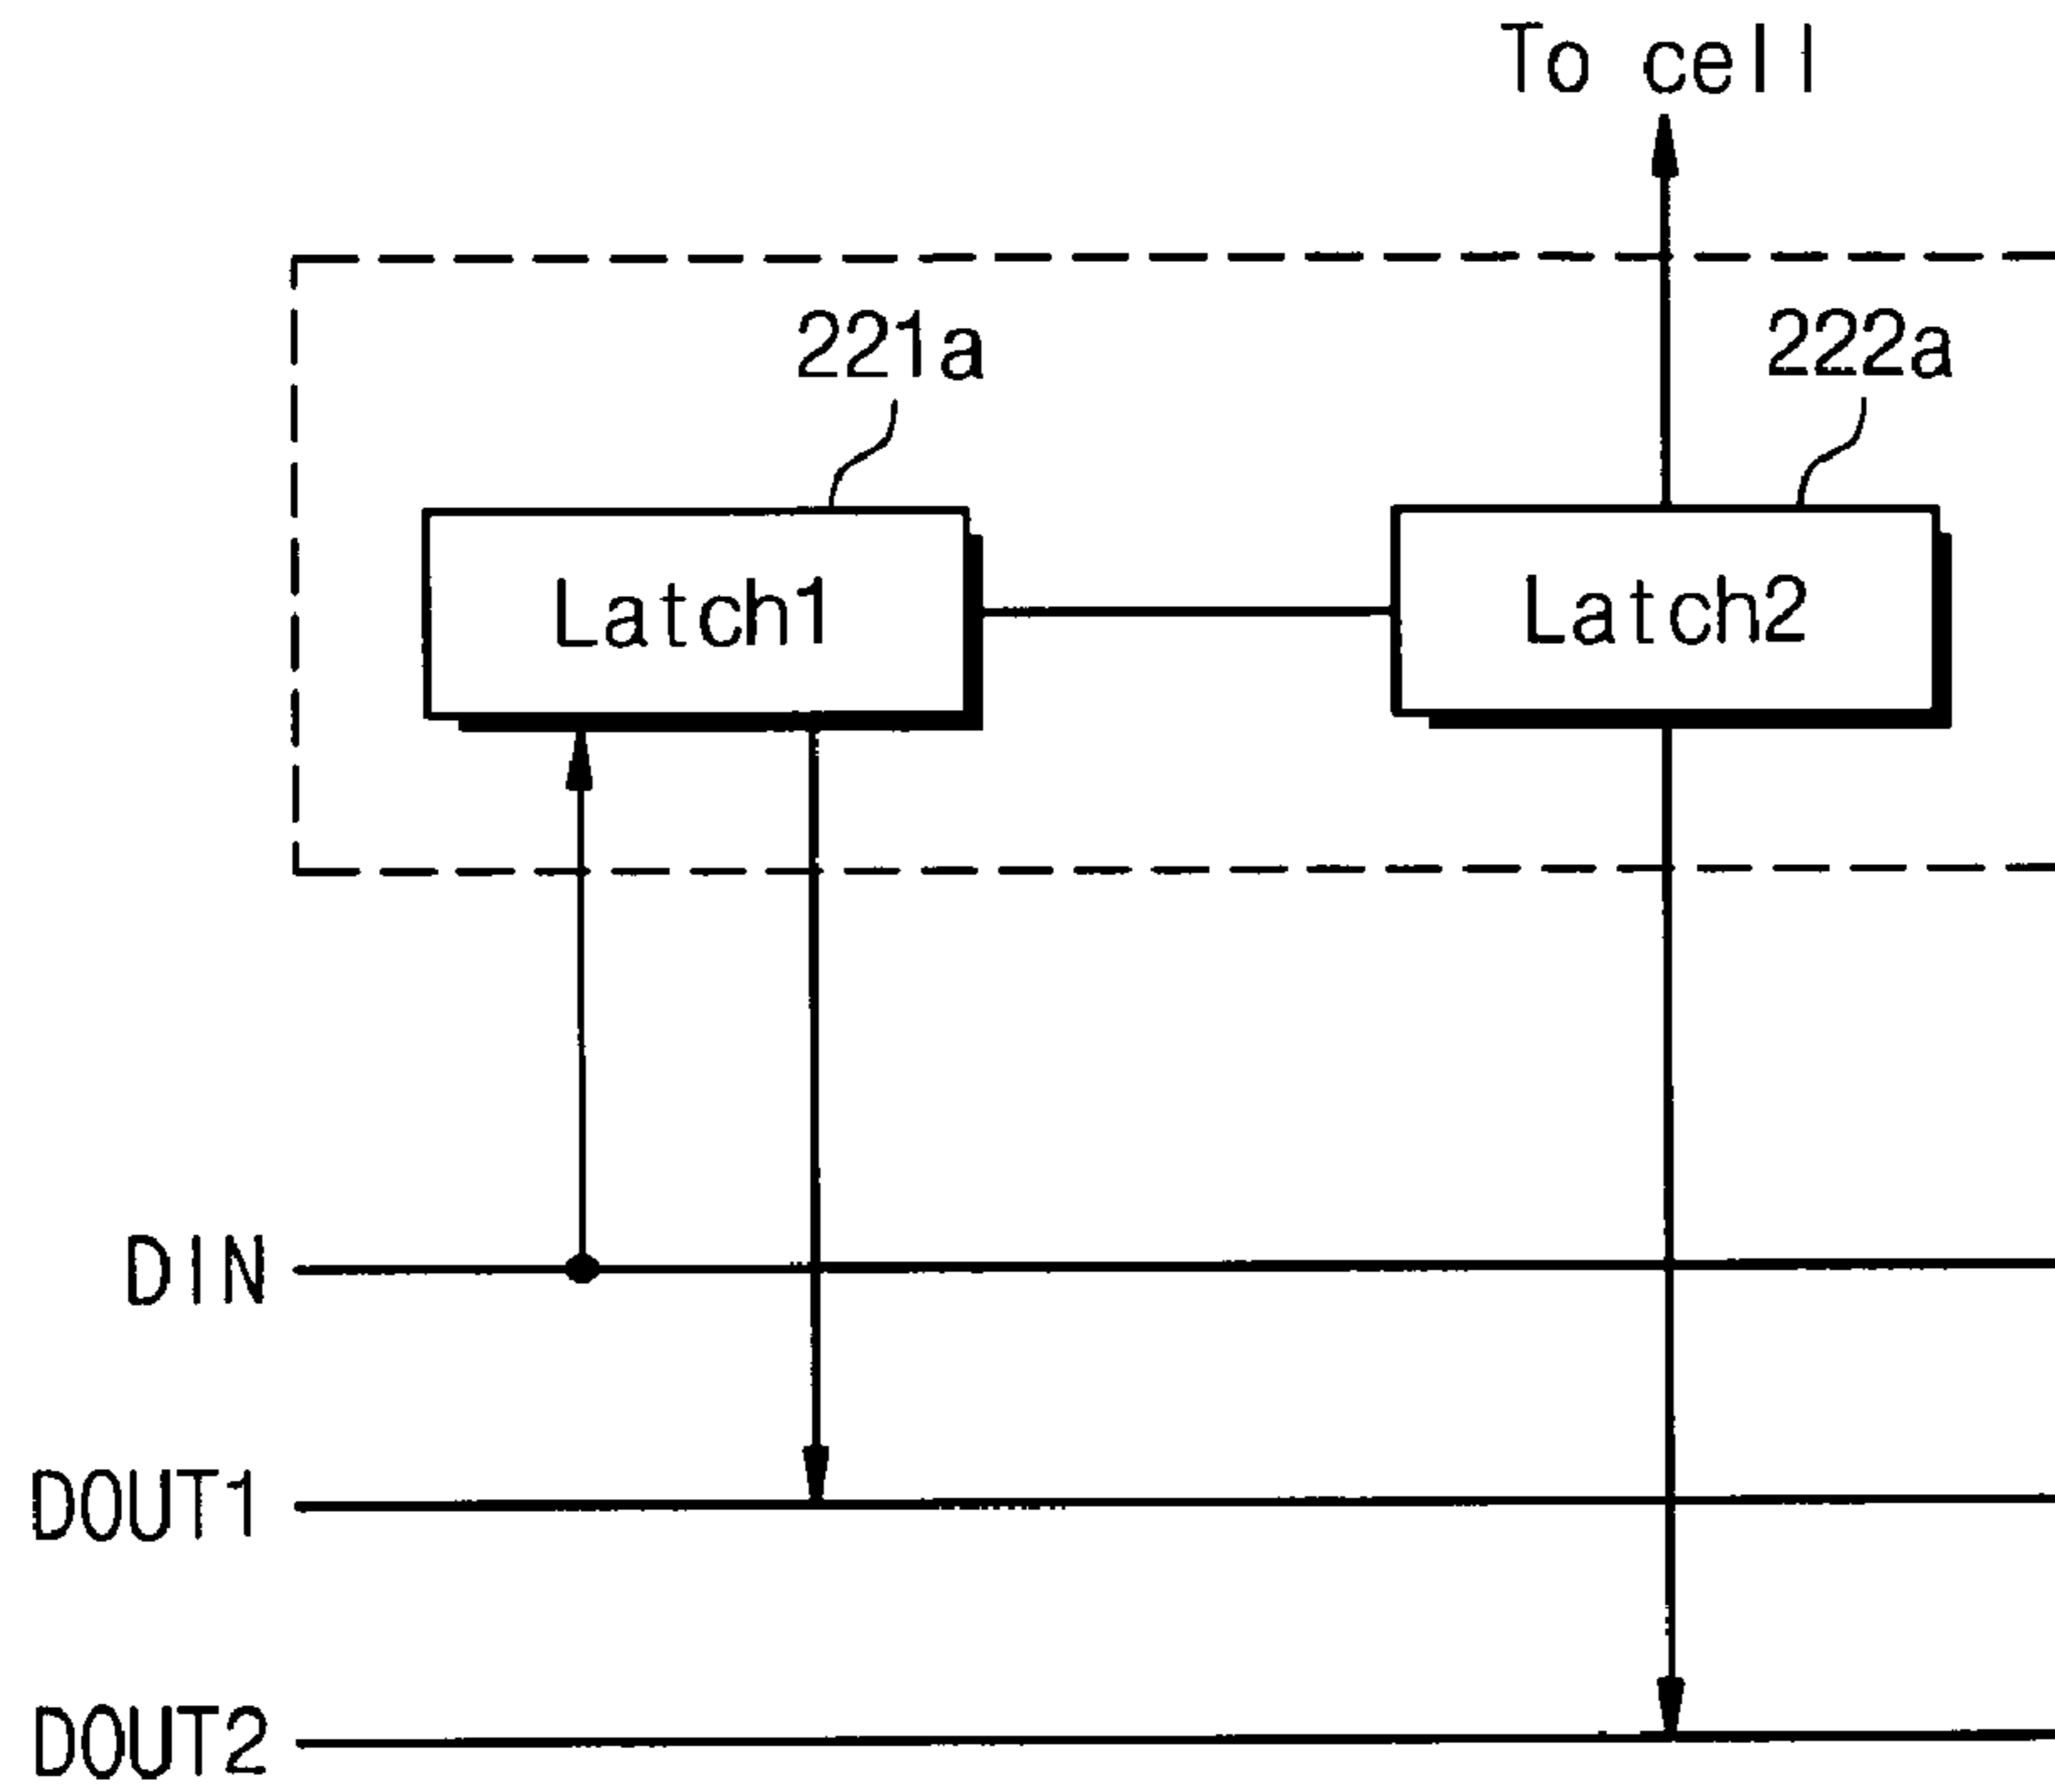 To cell
221a
222a
Latch1
Latch2
DIN
DOUT1
DOUT2